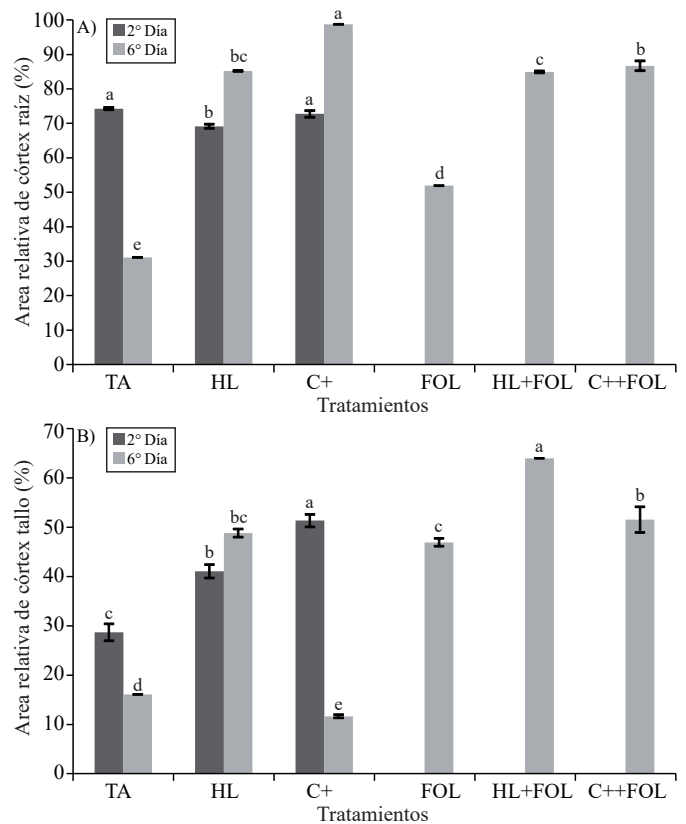 A)
2° Día
6° Día
Area relativa de córtex raíz (%)
100
90
80
70
60
50
40
30
20
10
0
a
e
b
bc
a
a
d
c
b
TA HL C+ FOL HL+FOL C++FOL
Tratamientos
B)
2° Día
6° Día
Area relativa de córtex tallo (%)
70
60
50
40
30
20
10
0
c
d
b
bc
a
e
c
a
b
TA HL C+ FOL HL+FOL C++FOL
Tratamientos